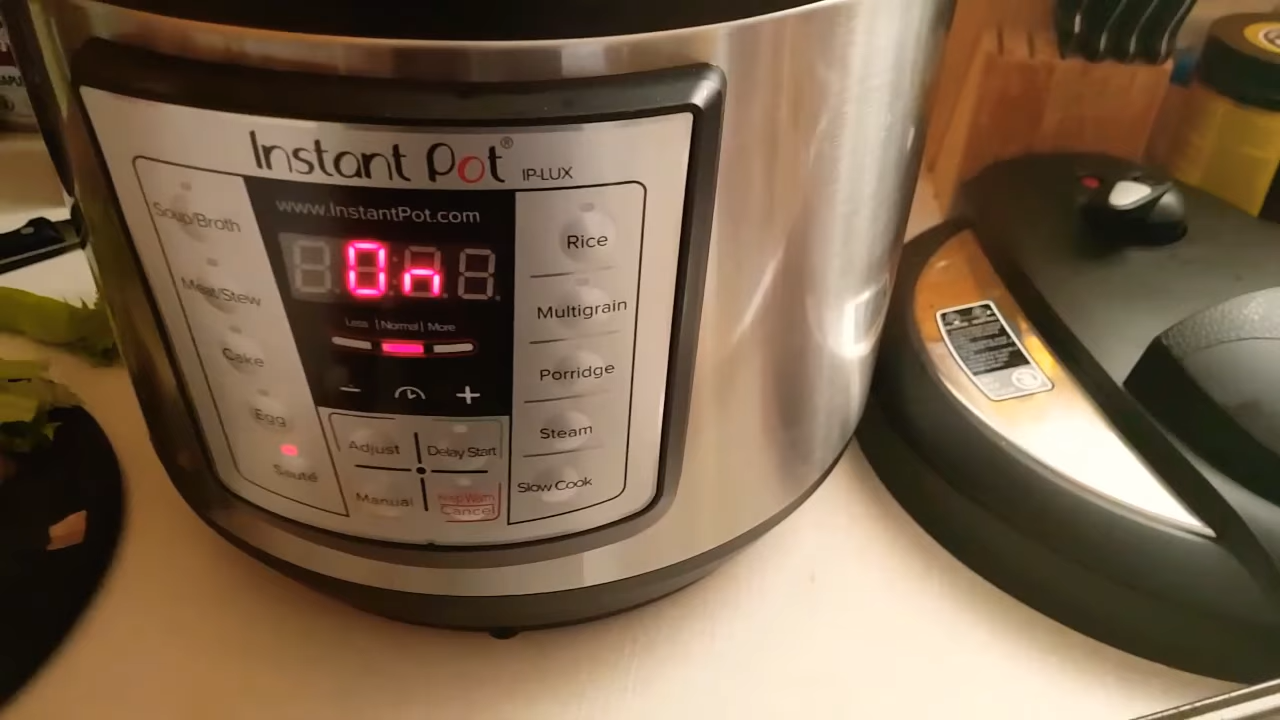 Instant Pot®
IP-LUX
www.InstantPot.com
On
Less | Normal | More
Soup/Broth
Meat/Stew
Cake
Egg
Sauté
− +
Adjust
Delay Start
Manual
Keep Warm
Cancel
Rice
Multigrain
Porridge
Steam
Slow Cook